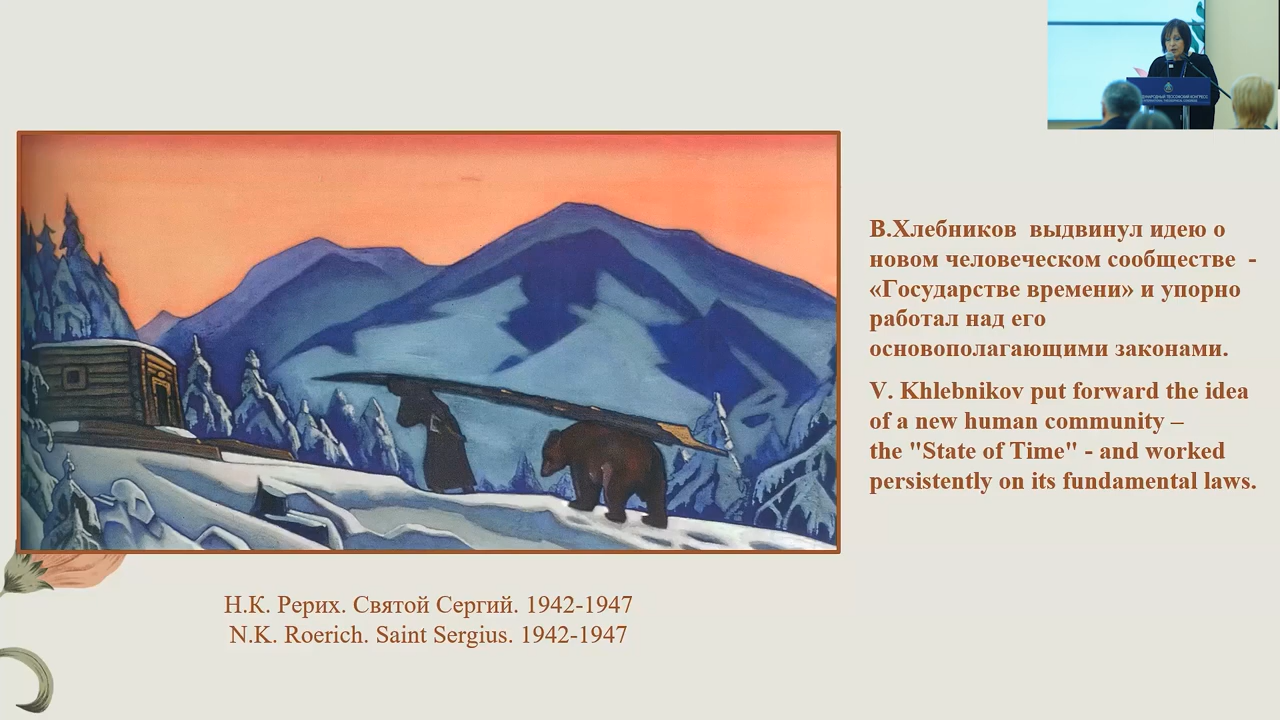 В.Хлебников выдвинул идею о
новом человеческом сообществе -
«Государстве времени» и упорно
работал над его
основополагающими законами.
V. Khlebnikov put forward the idea
of a new human community –
the "State of Time" - and worked
persistently on its fundamental laws.
Н.К. Рерих. Святой Сергий. 1942-1947
N.K. Roerich. Saint Sergius. 1942-1947